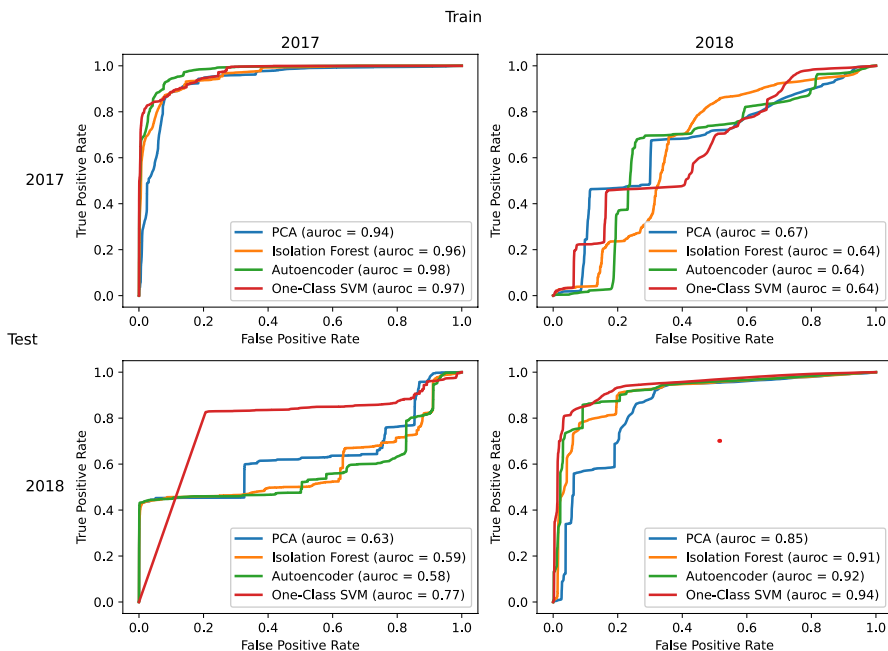 Train
2017
2018
2017
True Positive Rate
1.0
0.8
0.6
0.4
0.2
0.0
PCA (auroc = 0.94)
Isolation Forest (auroc = 0.96)
Autoencoder (auroc = 0.98)
One-Class SVM (auroc = 0.97)
0.0 0.2 0.4 0.6 0.8 1.0
False Positive Rate
True Positive Rate
1.0
0.8
0.6
0.4
0.2
0.0
PCA (auroc = 0.67)
Isolation Forest (auroc = 0.64)
Autoencoder (auroc = 0.64)
One-Class SVM (auroc = 0.64)
0.0 0.2 0.4 0.6 0.8 1.0
False Positive Rate
Test
2018
True Positive Rate
1.0
0.8
0.6
0.4
0.2
0.0
PCA (auroc = 0.63)
Isolation Forest (auroc = 0.59)
Autoencoder (auroc = 0.58)
One-Class SVM (auroc = 0.77)
0.0 0.2 0.4 0.6 0.8 1.0
False Positive Rate
True Positive Rate
1.0
0.8
0.6
0.4
0.2
0.0
PCA (auroc = 0.85)
Isolation Forest (auroc = 0.91)
Autoencoder (auroc = 0.92)
One-Class SVM (auroc = 0.94)
0.0 0.2 0.4 0.6 0.8 1.0
False Positive Rate